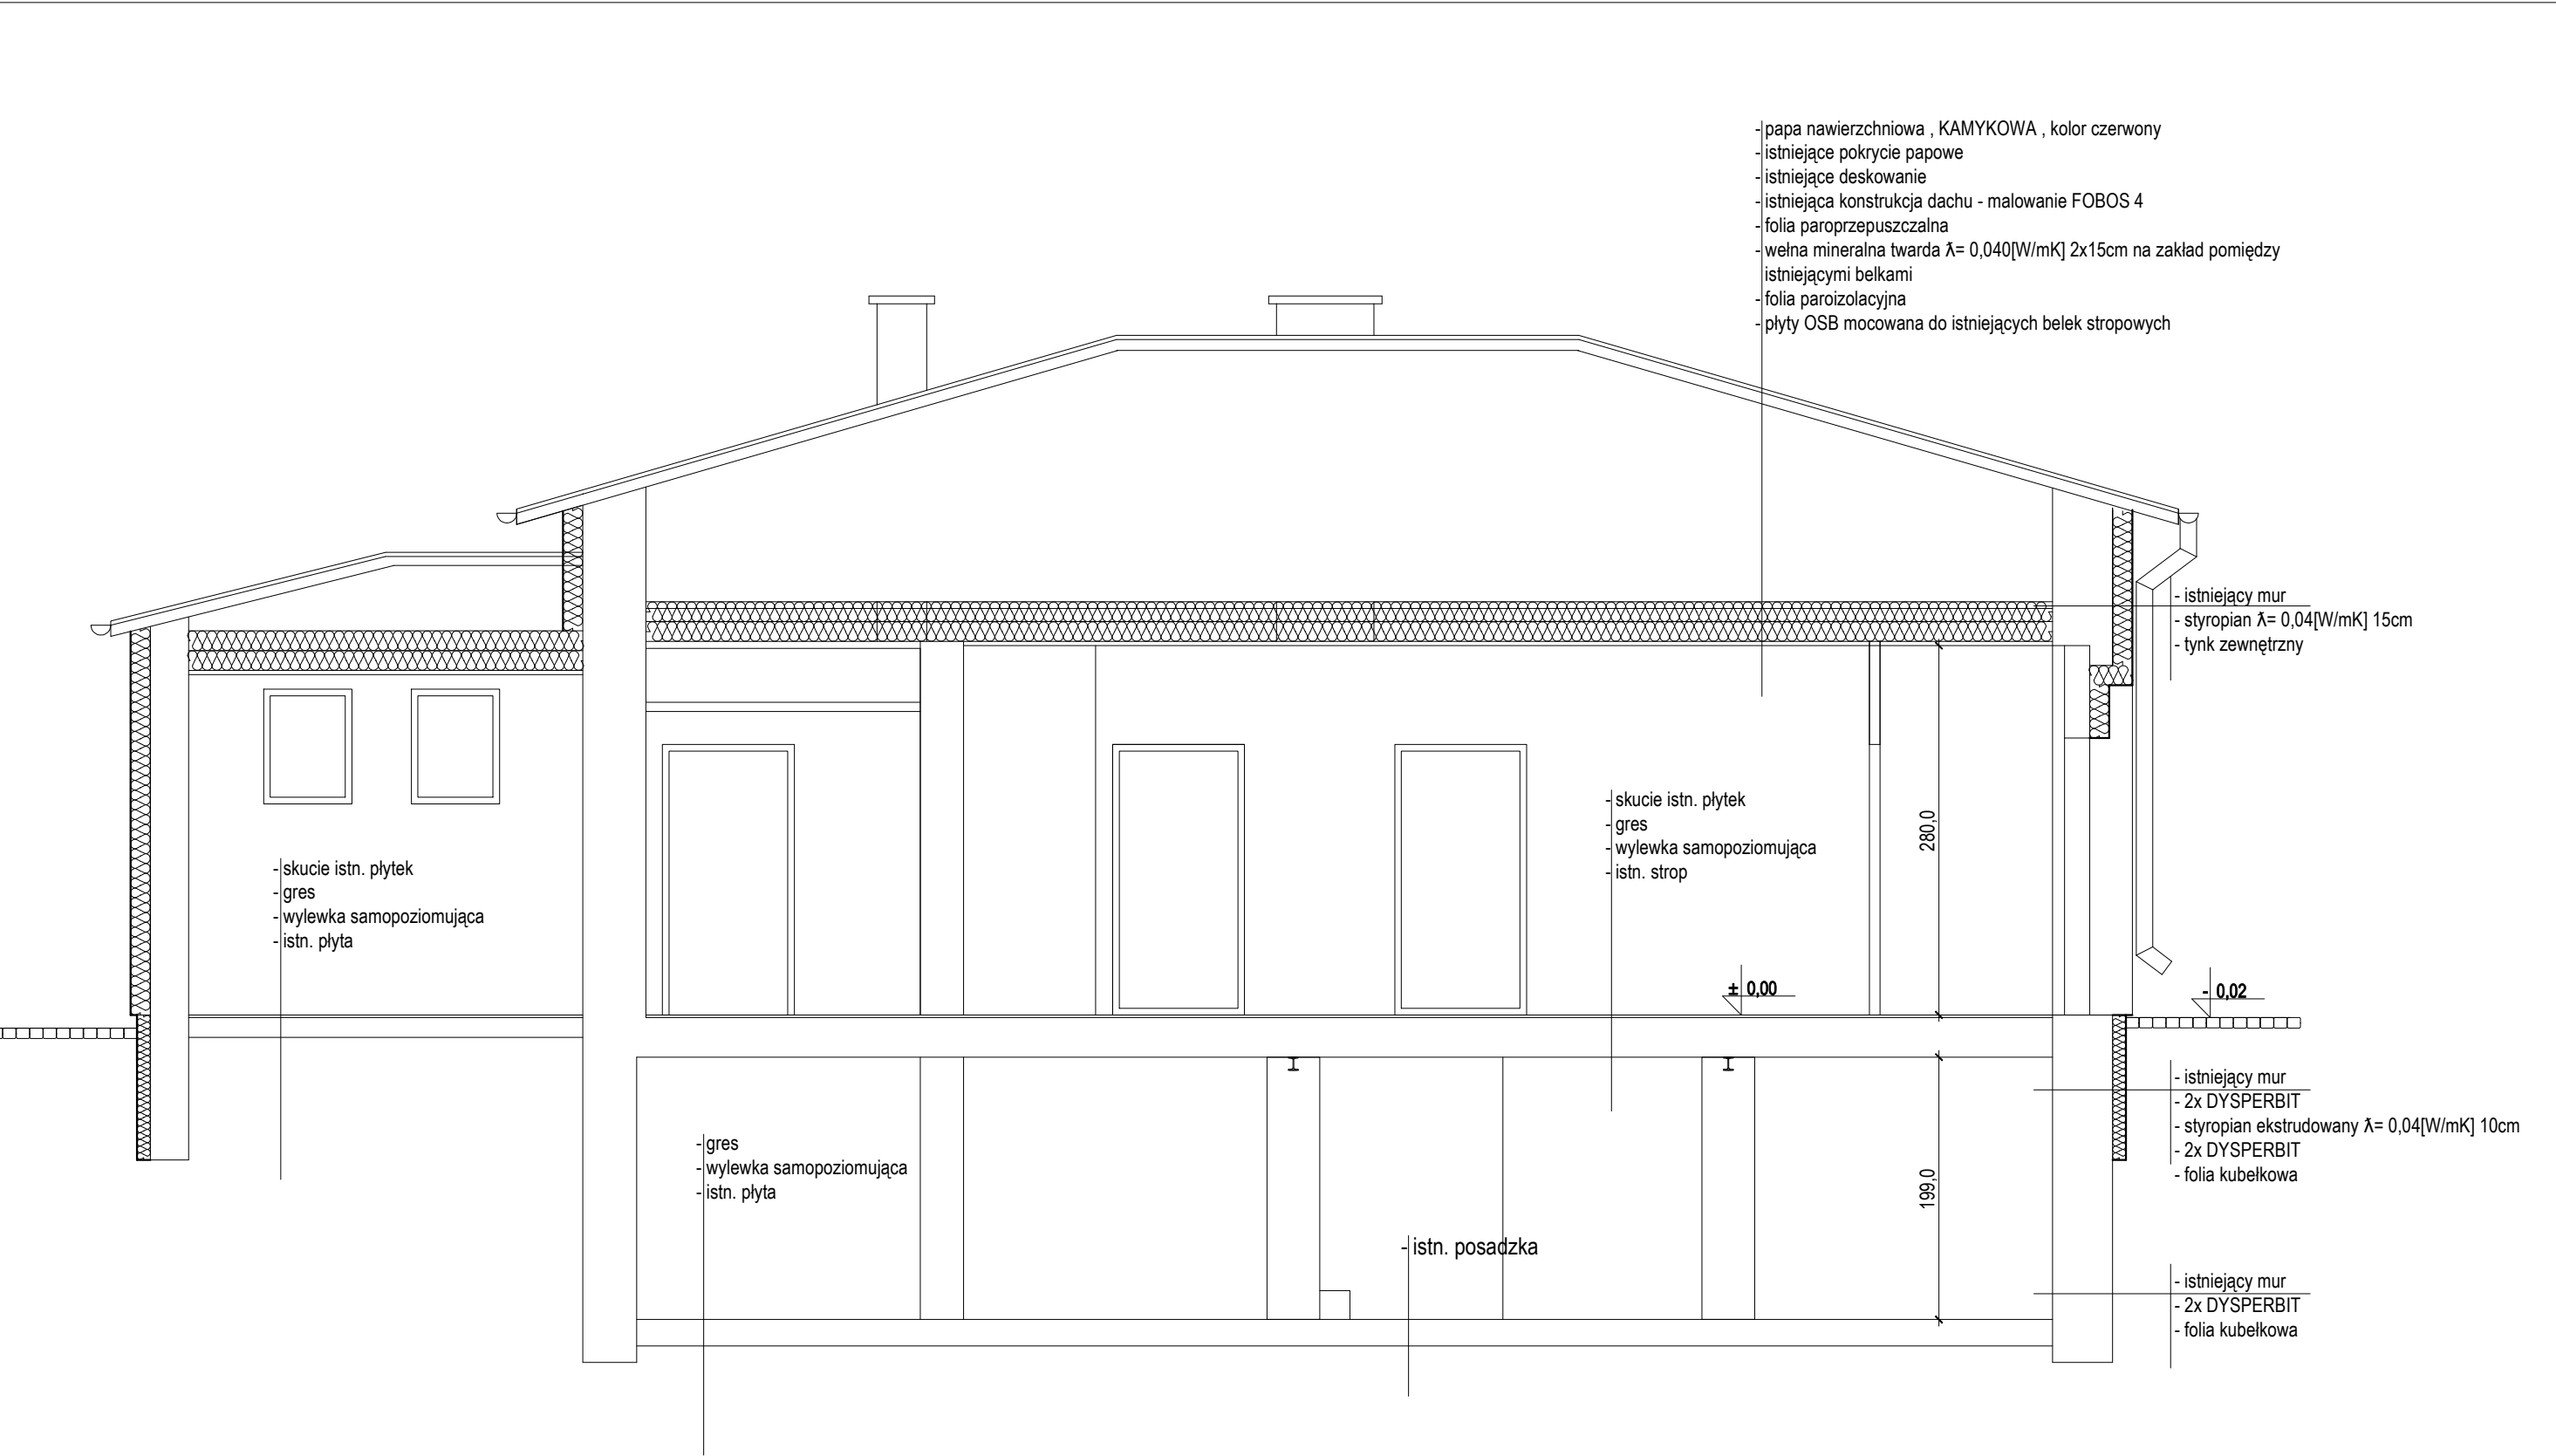 - papa nawierzchniowa , KAMYKOWA , kolor czerwony
- istniejące pokrycie papowe
- istniejące deskowanie
- istniejąca konstrukcja dachu - malowanie FOBOS 4
- folia paroprzepuszczalna
- wełna mineralna twarda ƛ= 0,040[W/mK] 2x15cm na zakład pomiędzy
istniejącymi belkami
- folia paroizolacyjna
- płyty OSB mocowana do istniejących belek stropowych
- istniejący mur
- styropian ƛ= 0,04[W/mK] 15cm
- tynk zewnętrzny
- skucie istn. płytek
- gres
- wylewka samopoziomująca
- istn. strop
280,0
- skucie istn. płytek
- gres
- wylewka samopoziomująca
- istn. płyta
± 0,00
- 0,02
- istniejący mur
- 2x DYSPERBIT
- styropian ekstrudowany ƛ= 0,04[W/mK] 10cm
- 2x DYSPERBIT
- folia kubełkowa
- gres
- wylewka samopoziomująca
- istn. płyta
199,0
- istn. posadzka
- istniejący mur
- 2x DYSPERBIT
- folia kubełkowa